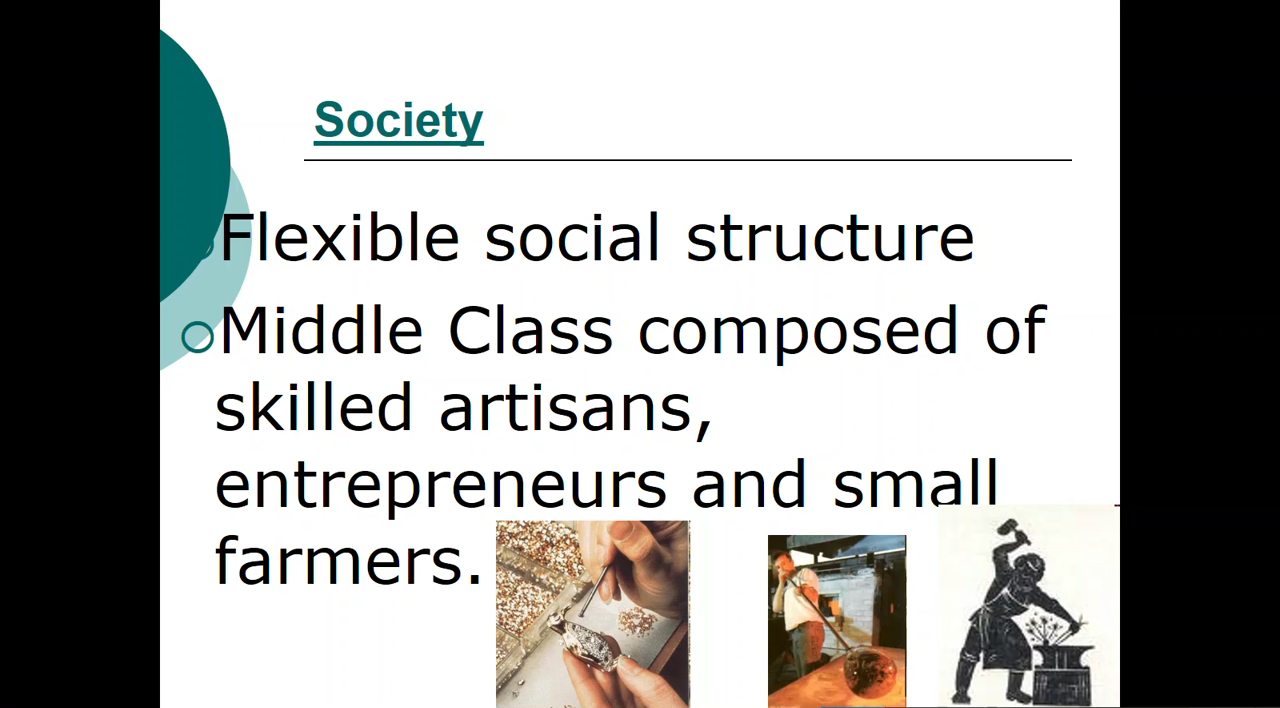 Society
Flexible social structure
Middle Class composed of
skilled artisans,
entrepreneurs and small
farmers.